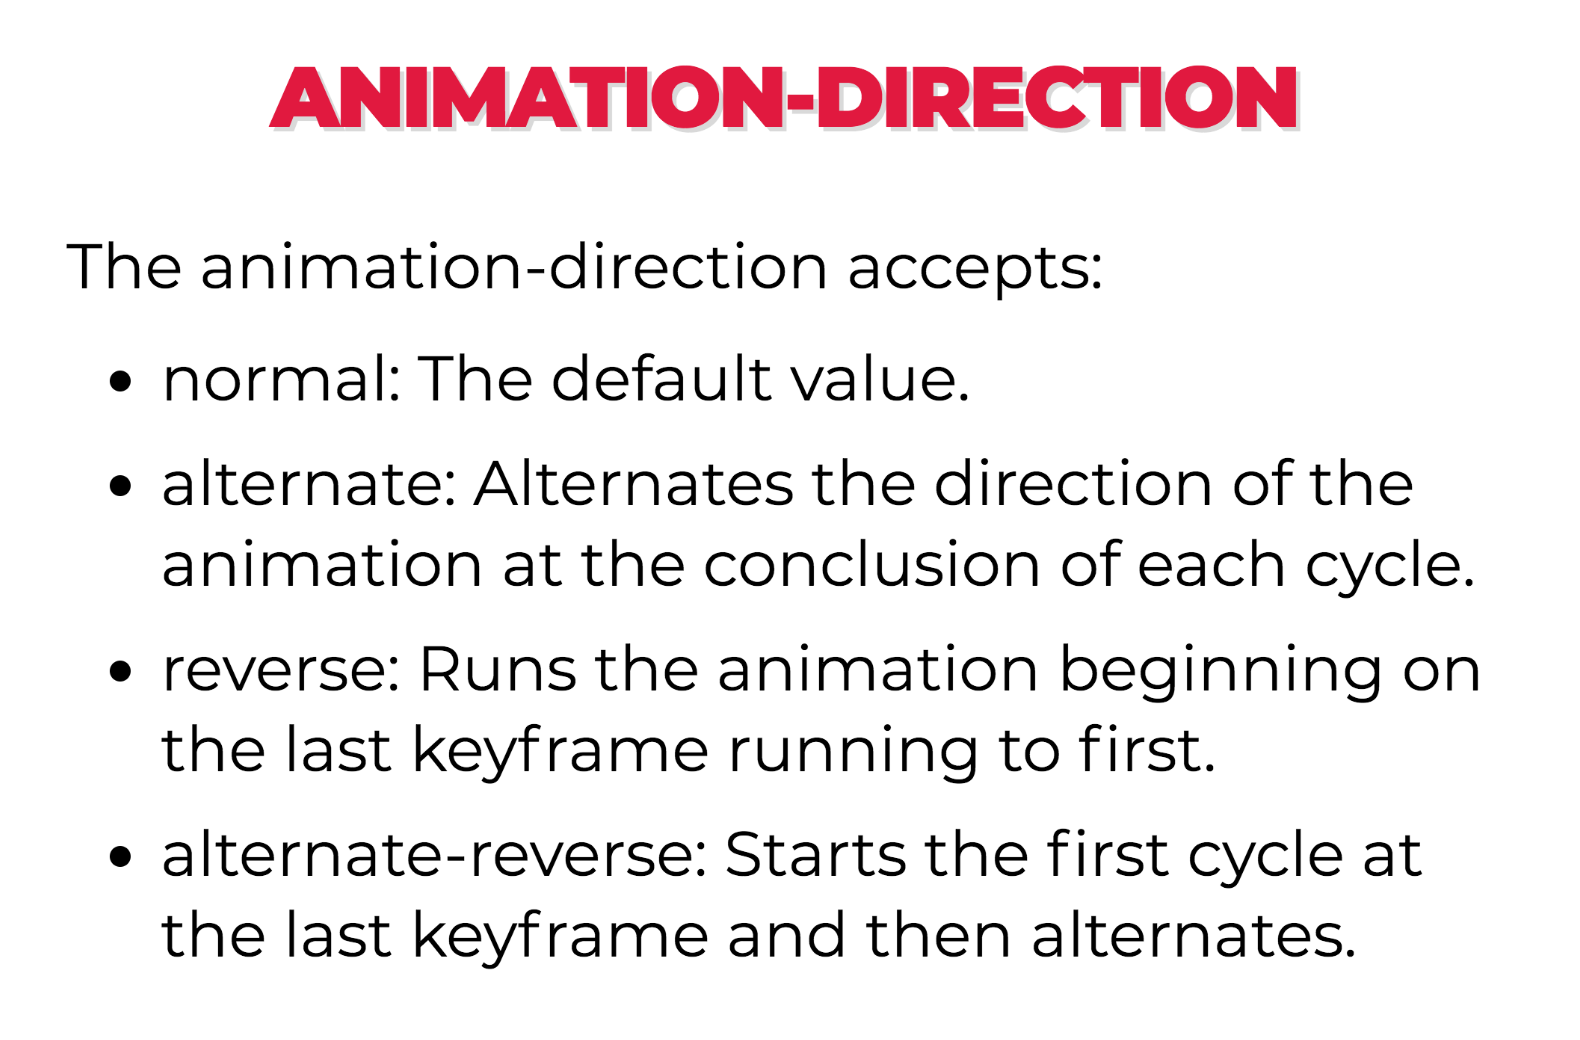 ANIMATION-DIRECTION
The animation-direction accepts:
• normal: The default value.
• alternate: Alternates the direction of the
animation at the conclusion of each cycle.
• reverse: Runs the animation beginning on
the last keyframe running to first.
• alternate-reverse: Starts the first cycle at
the last keyframe and then alternates.